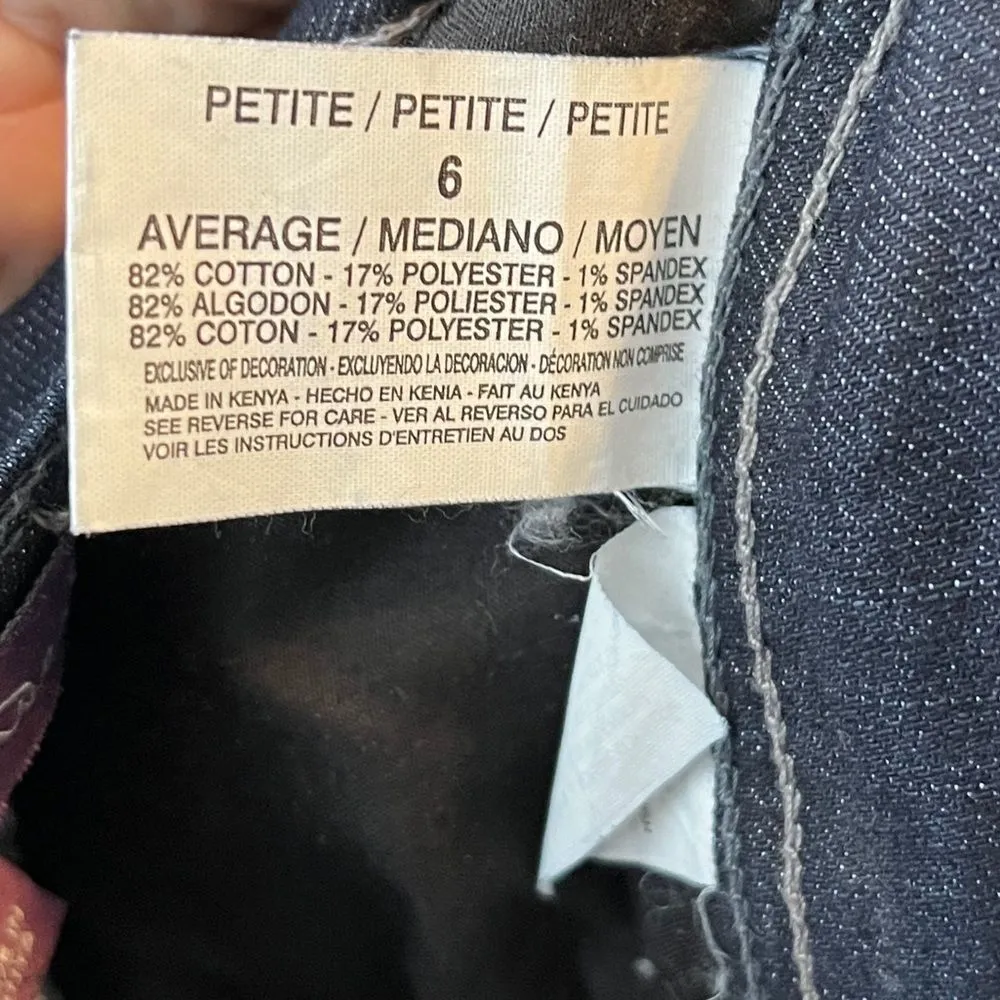 PETITE / PETITE / PETITE
6
AVERAGE / MEDIANO / MOYEN
82% COTTON - 17% POLYESTER - 1% SPANDEX
82% ALGODON - 17% POLIESTER - 1% SPANDEX
82% COTON - 17% POLYESTER - 1% SPANDEX
EXCLUSIVE OF DECORATION - EXCLUYENDO LA DECORACION - DÉCORATION NON COMPRISE
MADE IN KENYA - HECHO EN KENIA - FAIT AU KENYA
SEE REVERSE FOR CARE - VER AL REVERSO PARA EL CUIDADO
VOIR LES INSTRUCTIONS D'ENTRETIEN AU DOS